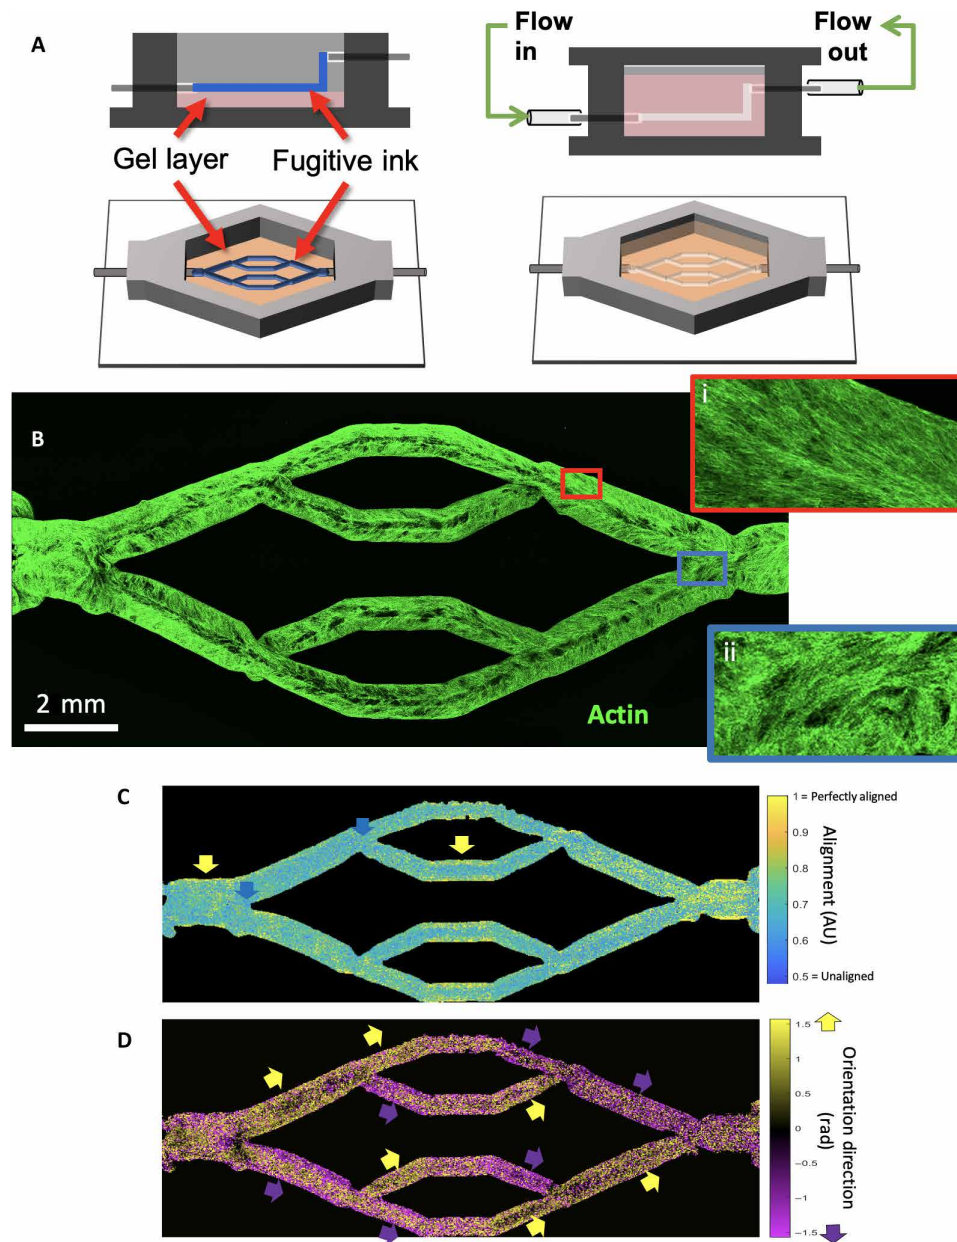 A
Flow
in
Flow
out
Gel layer
Fugitive ink
B
i
ii
2 mm
Actin
C
1 = Perfectly aligned
0.9
0.8
0.7
0.6
0.5 = Unaligned
Alignment (AU)
D
1.5
1
0.5
0
−0.5
−1
−1.5
Orientation direction
(rad)